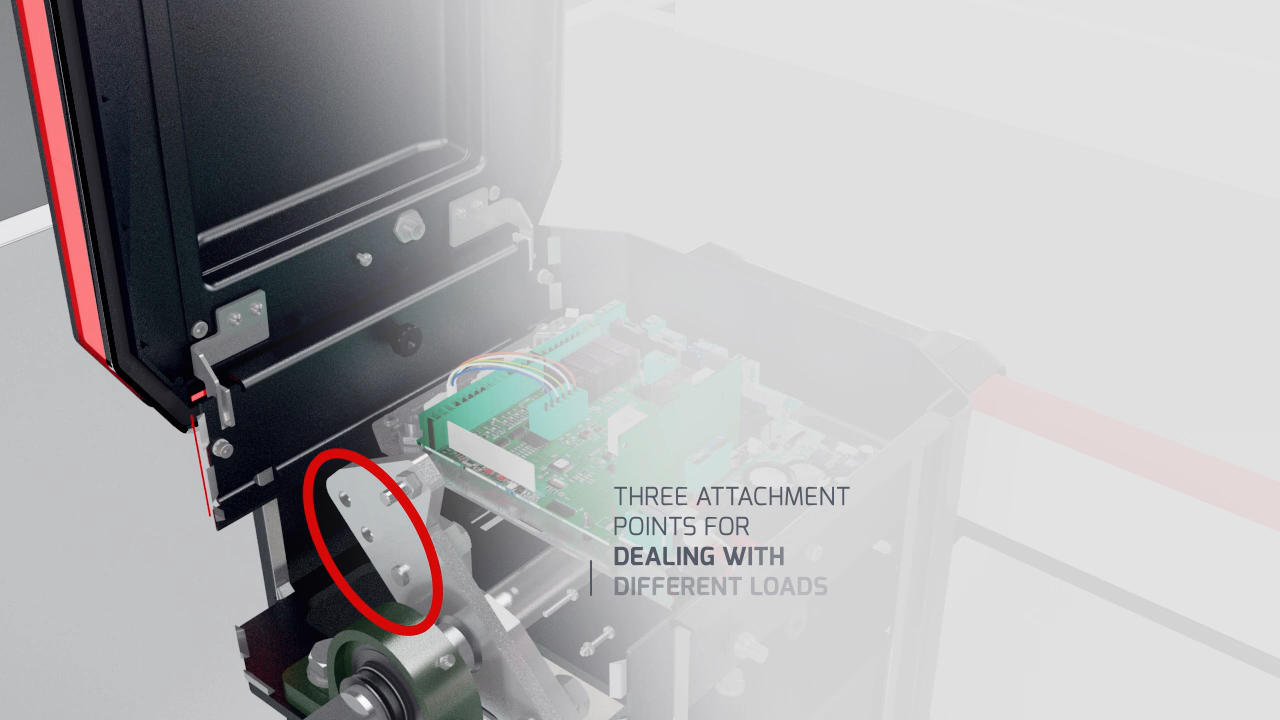 THREE ATTACHMENT
POINTS FOR
DEALING WITH
DIFFERENT LOADS